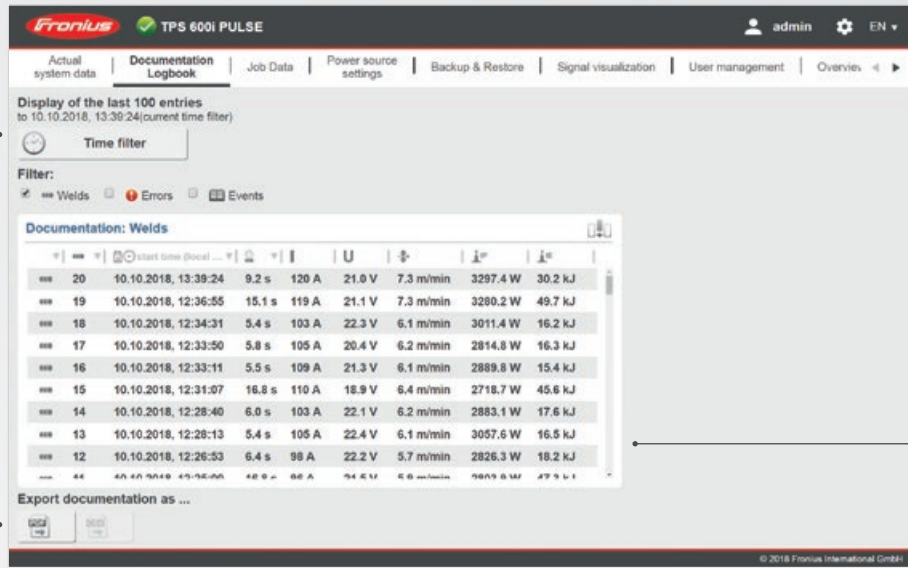 Fronius TPS 600i PULSE admin EN
Actual system data Documentation Logbook Job Data Power source settings Backup & Restore Signal visualization User management
Display of the last 100 entries
to 10.10.2018, 13:39:24(current time filter)
Time filter
Filter:
Welds Errors Events
Documentation: Welds
start time (local ... I U
20 10.10.2018, 13:39:24 9.2 s 120 A 21.0 V 7.3 m/min 3297.4 W 30.2 kJ
19 10.10.2018, 12:36:55 15.1 s 119 A 21.1 V 7.3 m/min 3280.2 W 49.7 kJ
18 10.10.2018, 12:34:31 5.4 s 103 A 22.3 V 6.1 m/min 3011.4 W 16.2 kJ
17 10.10.2018, 12:33:50 5.8 s 105 A 20.4 V 6.2 m/min 2814.8 W 16.3 kJ
16 10.10.2018, 12:33:11 5.5 s 109 A 21.3 V 6.1 m/min 2889.8 W 15.4 kJ
15 10.10.2018, 12:31:07 16.8 s 110 A 18.9 V 6.4 m/min 2718.7 W 45.6 kJ
14 10.10.2018, 12:28:40 6.0 s 103 A 22.1 V 6.2 m/min 2883.1 W 17.6 kJ
13 10.10.2018, 12:28:13 5.4 s 105 A 22.4 V 6.1 m/min 3057.6 W 16.5 kJ
12 10.10.2018, 12:26:53 6.4 s 98 A 22.2 V 5.7 m/min 2826.3 W 18.2 kJ
Export documentation as ...
© 2018 Fronius International GmbH